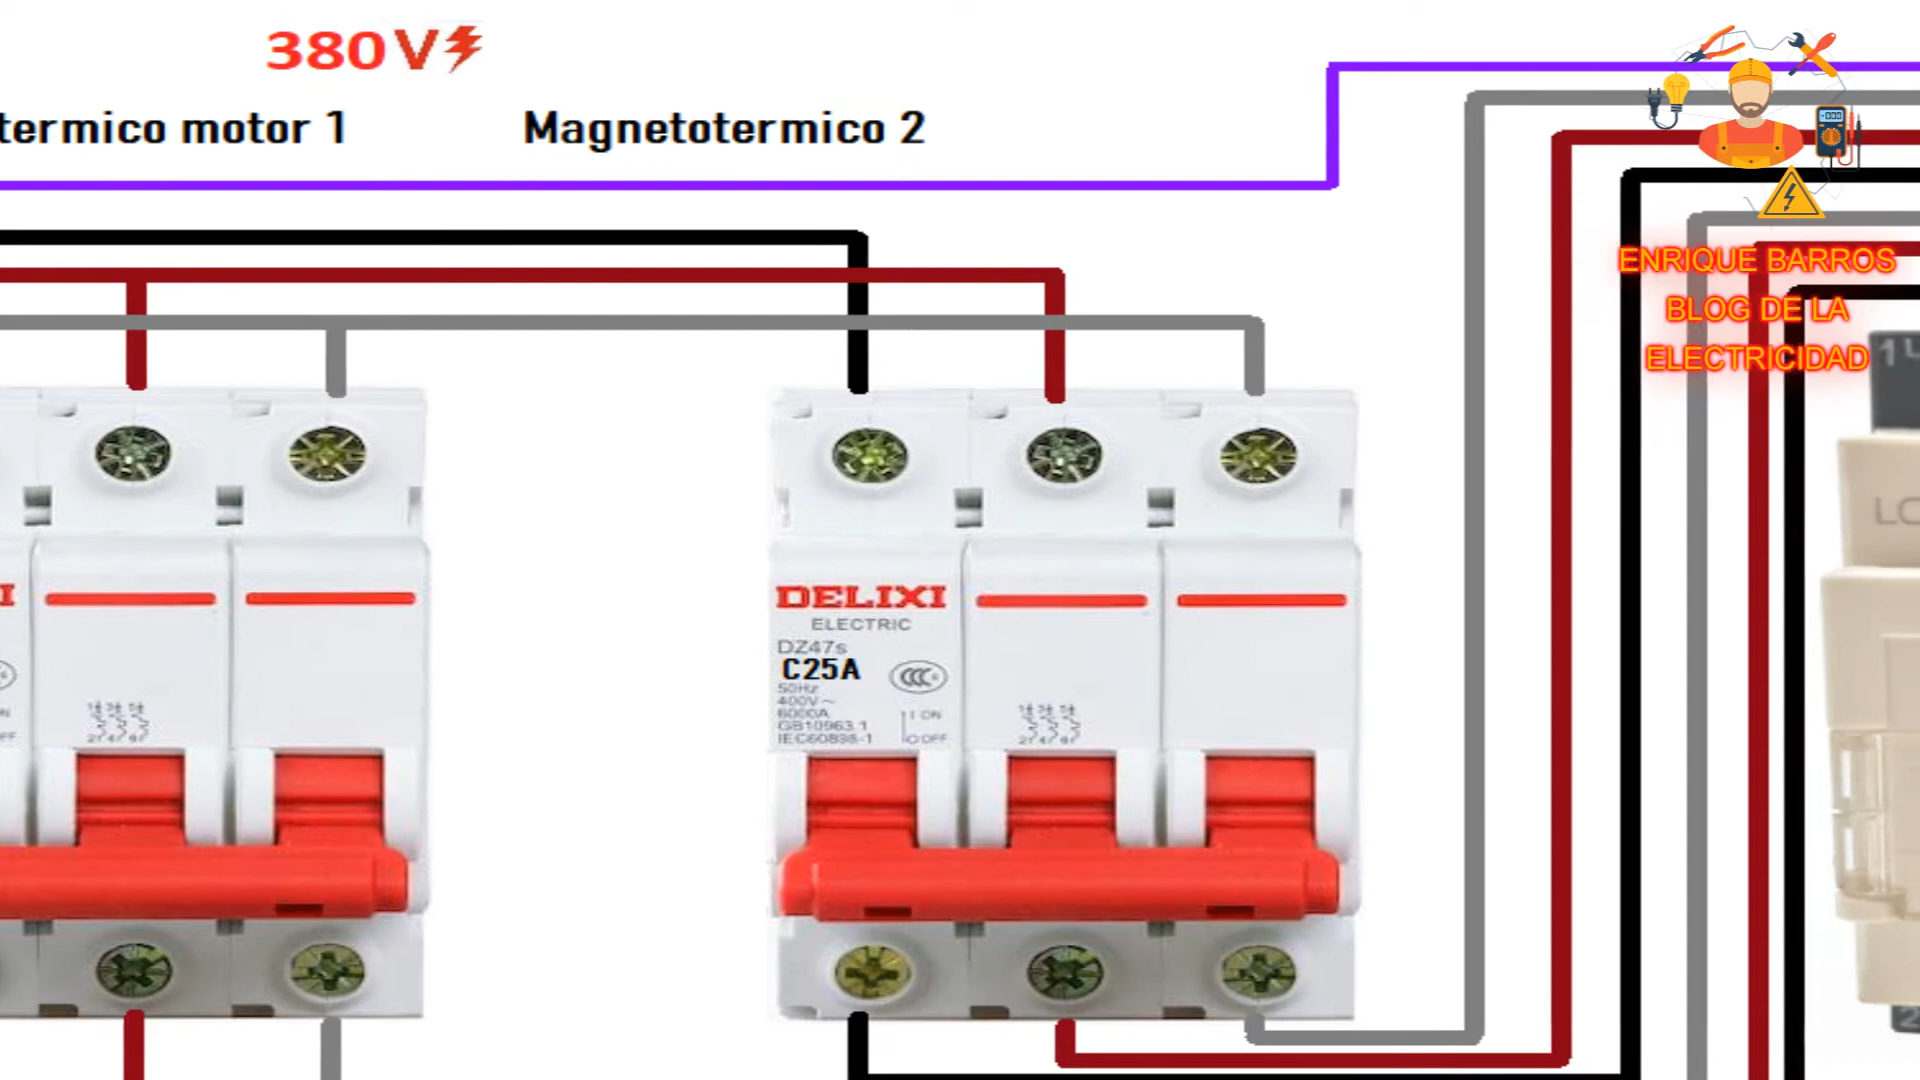 380V
termico motor 1
Magnetotermico 2
ENRIQUE BARROS
BLOG DE LA
ELECTRICIDAD
DELIXI
ELECTRIC
DZ47s
C25A
50Hz
400V~
6000A
GB10963.1
IEC60898-1
I ON
O OFF
LC